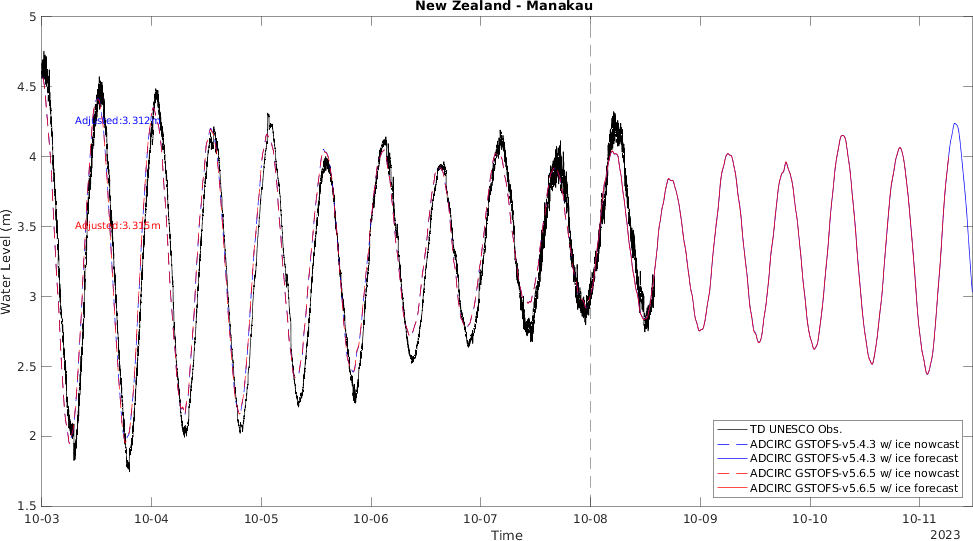 New Zealand - Manakau
5
4.5
4
3.5
3
2.5
2
1.5
Water Level (m)
Adjusted:3.312m
Adjusted:3.315m
TD UNESCO Obs.
ADCIRC GSTOFS-v5.4.3 w/ ice nowcast
ADCIRC GSTOFS-v5.4.3 w/ ice forecast
ADCIRC GSTOFS-v5.6.5 w/ ice nowcast
ADCIRC GSTOFS-v5.6.5 w/ ice forecast
10-03 10-04 10-05 10-06 10-07 10-08 10-09 10-10 10-11
Time
2023